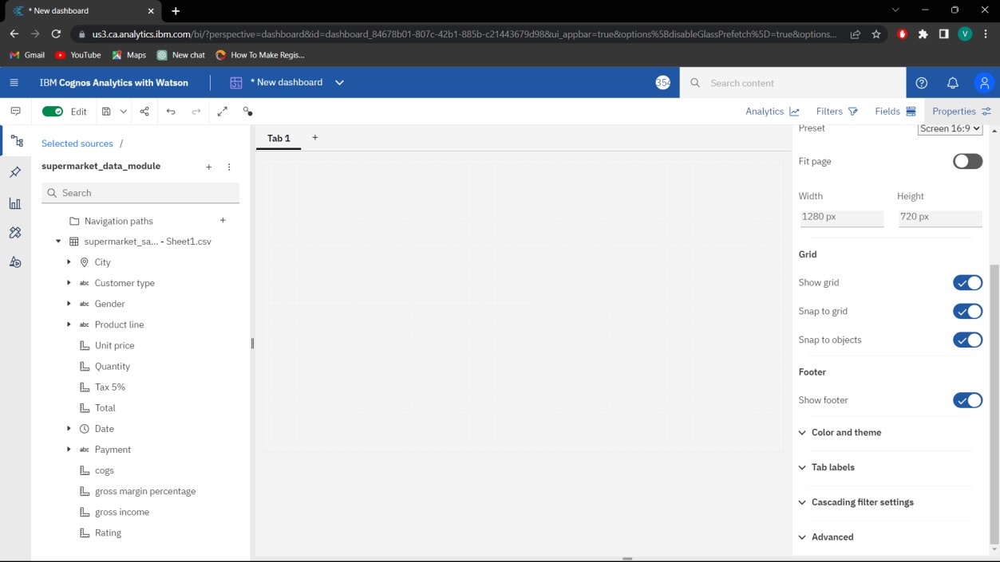 * New dashboard
us3.ca.analytics.ibm.com/bi/?perspective=dashboard&id=dashboard_84678b01-807c-42b1-885b-c21443679d98&ui_appbar=true&options%5BdisableGlassPrefetch%5D=true&options...
V
Gmail
YouTube
Maps
New chat
How To Make Regis...
IBM Cognos Analytics with Watson
* New dashboard
354
Search content
Edit
Analytics
Filters
Fields
Properties
Selected sources /
supermarket_data_module
Search
Navigation paths
supermarket_sa... - Sheet1.csv
City
abc Customer type
abc Gender
abc Product line
Unit price
Quantity
Tax 5%
Total
Date
abc Payment
cogs
gross margin percentage
gross income
Rating
Tab 1
Preset
Screen 16:9
Fit page
Width
Height
1280 px
720 px
Grid
Show grid
Snap to grid
Snap to objects
Footer
Show footer
Color and theme
Tab labels
Cascading filter settings
Advanced